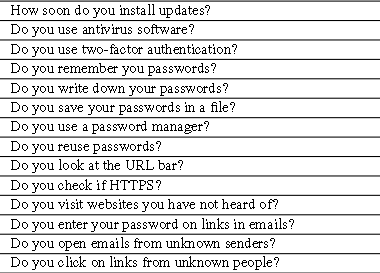 How soon do you install updates?
Do you use antivirus software?
Do you use two-factor authentication?
Do you remember you passwords?
Do you write down your passwords?
Do you save your passwords in a file?
Do you use a password manager?
Do you reuse passwords?
Do you look at the URL bar?
Do you check if HTTPS?
Do you visit websites you have not heard of?
Do you enter your password on links in emails?
Do you open emails from unknown senders?
Do you click on links from unknown people?